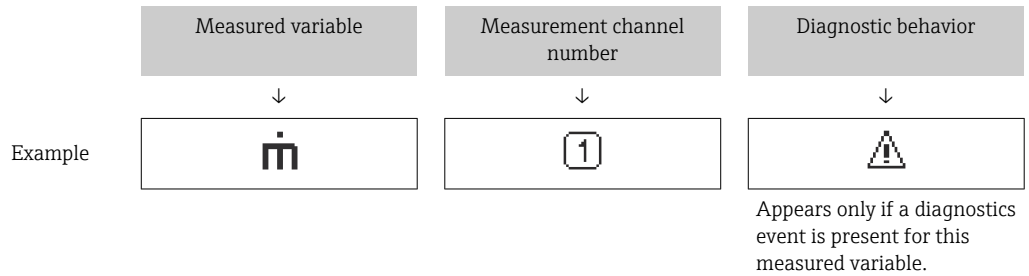 Measured variable
Measurement channel
number
Diagnostic behavior
↓
↓
↓
Example
ṁ
1
Appears only if a diagnostics
event is present for this
measured variable.